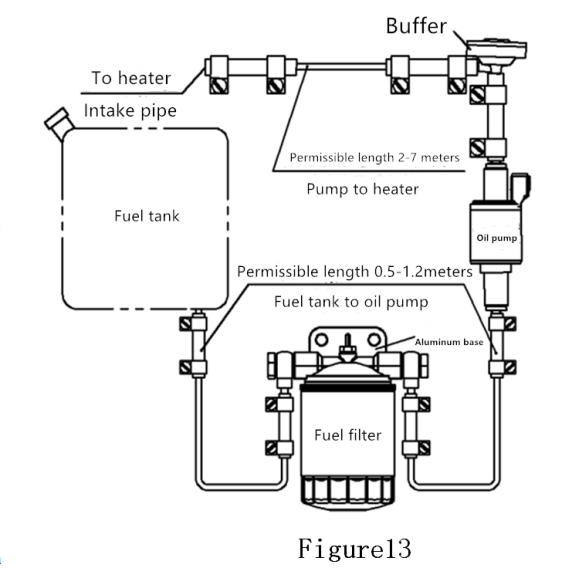 Buffer
To heater
Intake pipe
Permissible length 2-7 meters
Pump to heater
Fuel tank
Oil pump
Permissible length 0.5-1.2meters
Fuel tank to oil pump
Aluminum base
Fuel filter
Figure13